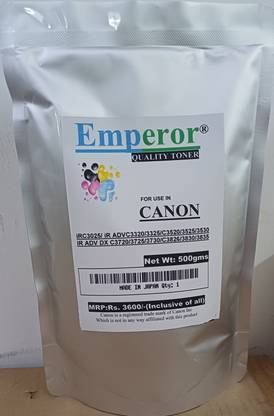 Emperor®
QUALITY TONER
FOR USE IN
CANON
iRC3025/ iR ADVC3320/3325/C3520/3525/3530
iR ADV DX C3720/3725/3730/C3826/3830/3835
Net Wt: 500gms
MADE IN JAPAN Qty: 1
MRP:Rs. 3600/-(Inclusive of all)
Canon is a registered trade mark of Canon Inc
Which is not in any way affiliated with this product